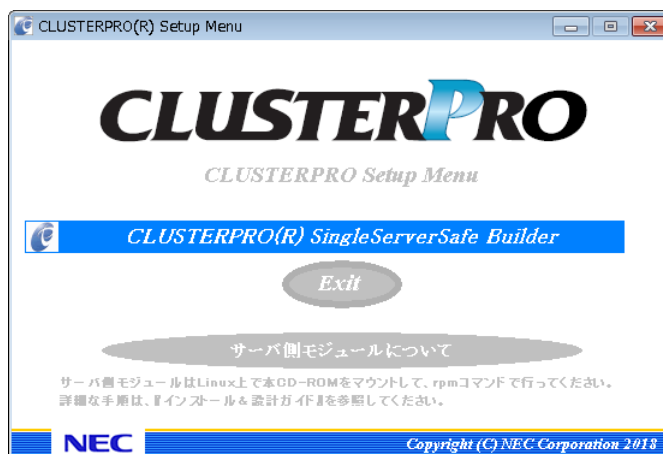 CLUSTERPRO(R) Setup Menu
CLUSTERPRO
CLUSTERPRO Setup Menu
CLUSTERPRO(R) SingleServerSafe Builder
Exit
サーバ側モジュールについて
サーバ側モジュールはLinux上で本CD-ROMをマウントして、rpmコマンドで行ってください。
詳細な手順は、『インストール&設計ガイド』を参照してください。
NEC
Copyright (C) NEC Corporation 2018